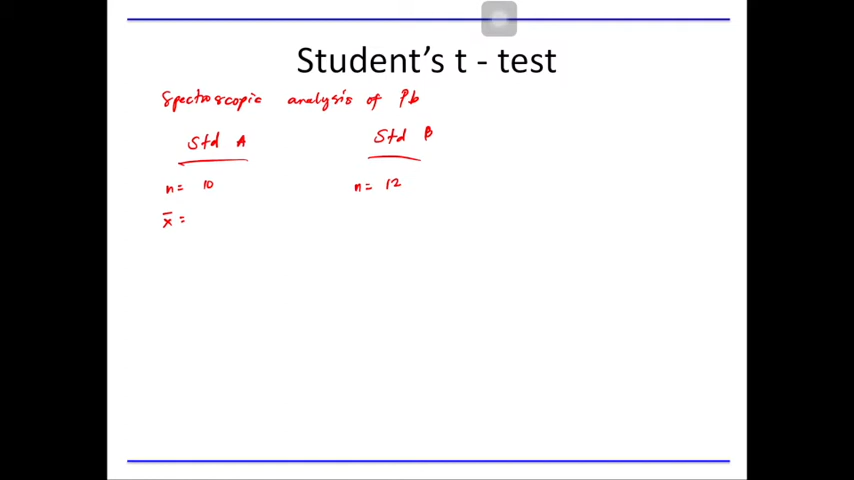 Student's t - test
Spectroscopic analysis of Pb
Std A Std B
n = 10 n = 12
x̄ =